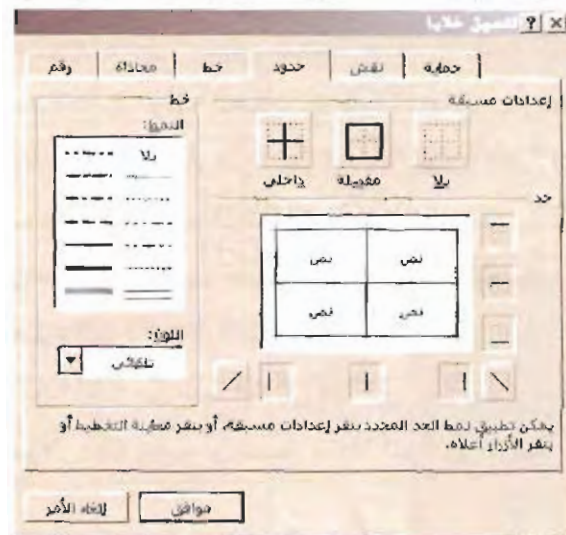 تنسيق خلايا
رقم محاذاة خط حدود نقش حماية
إعدادات مسبقة
بلا
داخلي
حد
نص نص
نص نص
خط
النمط:
بلا
اللون:
تلقائي
يمكن تطبيق نمط الحد المحدد بنقر إعدادات مسبقة، أو بنقر معاينة التخطيط أو
بنقر الأزرار أعلاه.
موافق
إلغاء الأمر